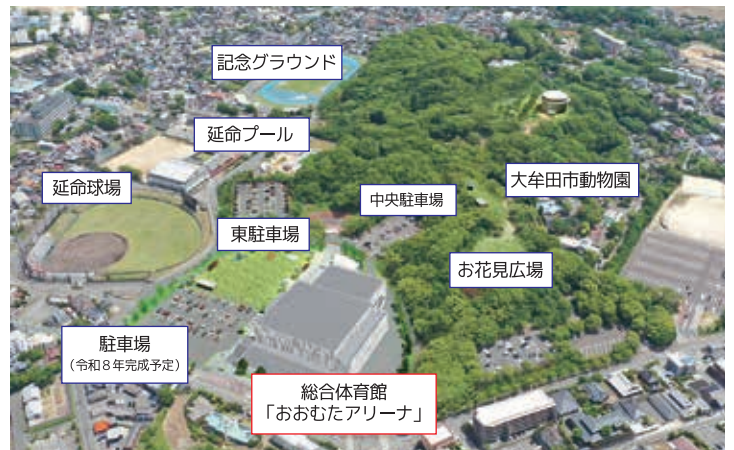 記念グラウンド
延命プール
大牟田市動物園
延命球場
中央駐車場
東駐車場
お花見広場
駐車場
（令和８年完成予定）
総合体育館
「おおむたアリーナ」